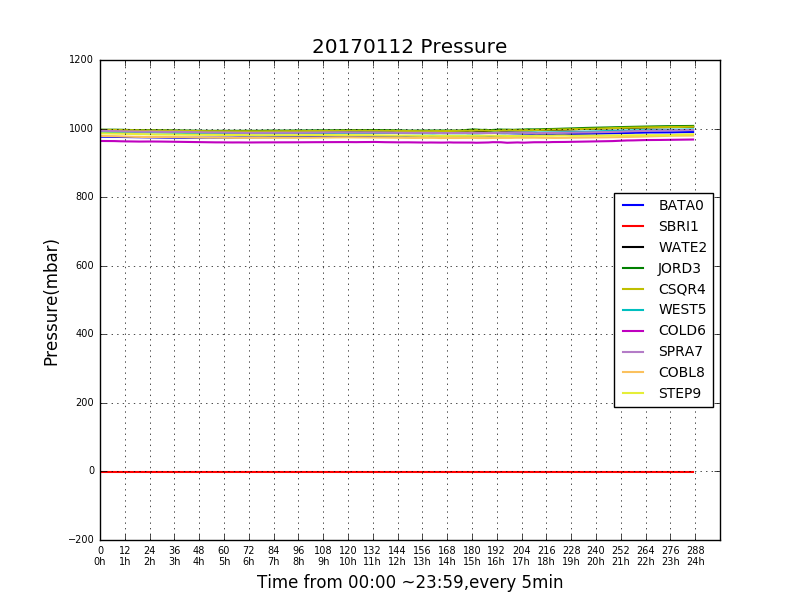 20170112 Pressure
1200
1000
800
600
400
200
0
−200
Pressure(mbar)
BATA0
SBRI1
WATE2
JORD3
CSQR4
WEST5
COLD6
SPRA7
COBL8
STEP9
0 12 24 36 48 60 72 84 96 108 120 132 144 156 168 180 192 204 216 228 240 252 264 276 288
0h 1h 2h 3h 4h 5h 6h 7h 8h 9h 10h 11h 12h 13h 14h 15h 16h 17h 18h 19h 20h 21h 22h 23h 24h
Time from 00:00 ~23:59,every 5min